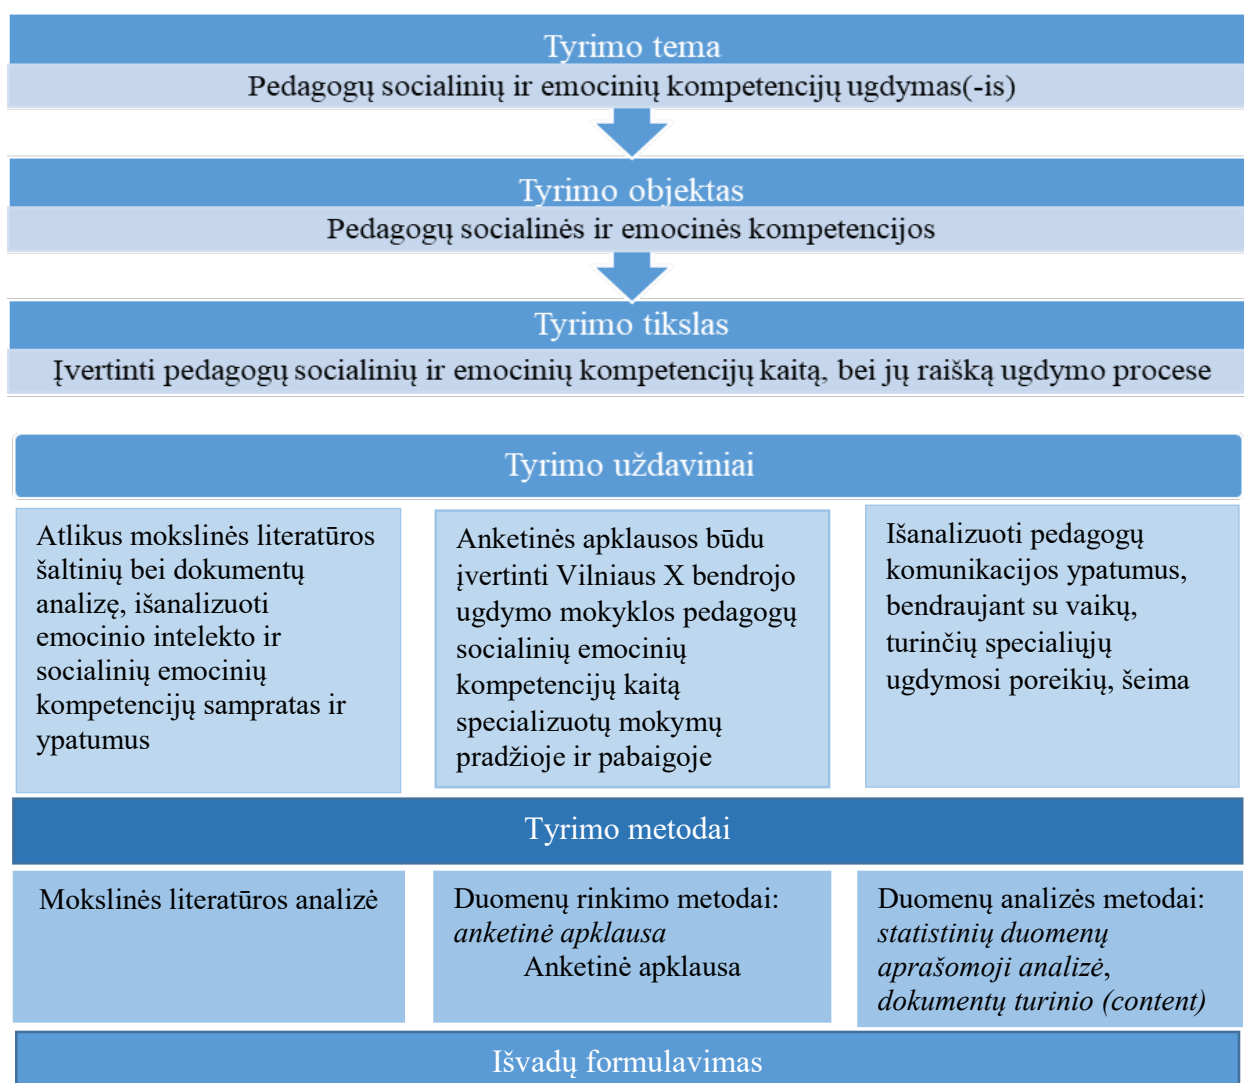 Tyrimo tema
Pedagogų socialinių ir emocinių kompetencijų ugdymas(-is)
Tyrimo objektas
Pedagogų socialinės ir emocinės kompetencijos
Tyrimo tikslas
Įvertinti pedagogų socialinių ir emocinių kompetencijų kaitą, bei jų raišką ugdymo procese
Tyrimo uždaviniai
Atlikus mokslinės literatūros
šaltinių bei dokumentų
analizę, išanalizuoti
emocinio intelekto ir
socialinių emocinių
kompetencijų sampratas ir
ypatumus
Anketinės apklausos būdu
įvertinti Vilniaus X bendrojo
ugdymo mokyklos pedagogų
socialinių emocinių
kompetencijų kaitą
specializuotų mokymų
pradžioje ir pabaigoje
Išanalizuoti pedagogų
komunikacijos ypatumus,
bendraujant su vaikų,
turinčių specialiųjų
ugdymosi poreikių, šeima
Tyrimo metodai
Mokslinės literatūros analizė
Duomenų rinkimo metodai:
anketinė apklausa
Anketinė apklausa
Duomenų analizės metodai:
statistinių duomenų
aprašomoji analizė,
dokumentų turinio (content)
Išvadų formulavimas